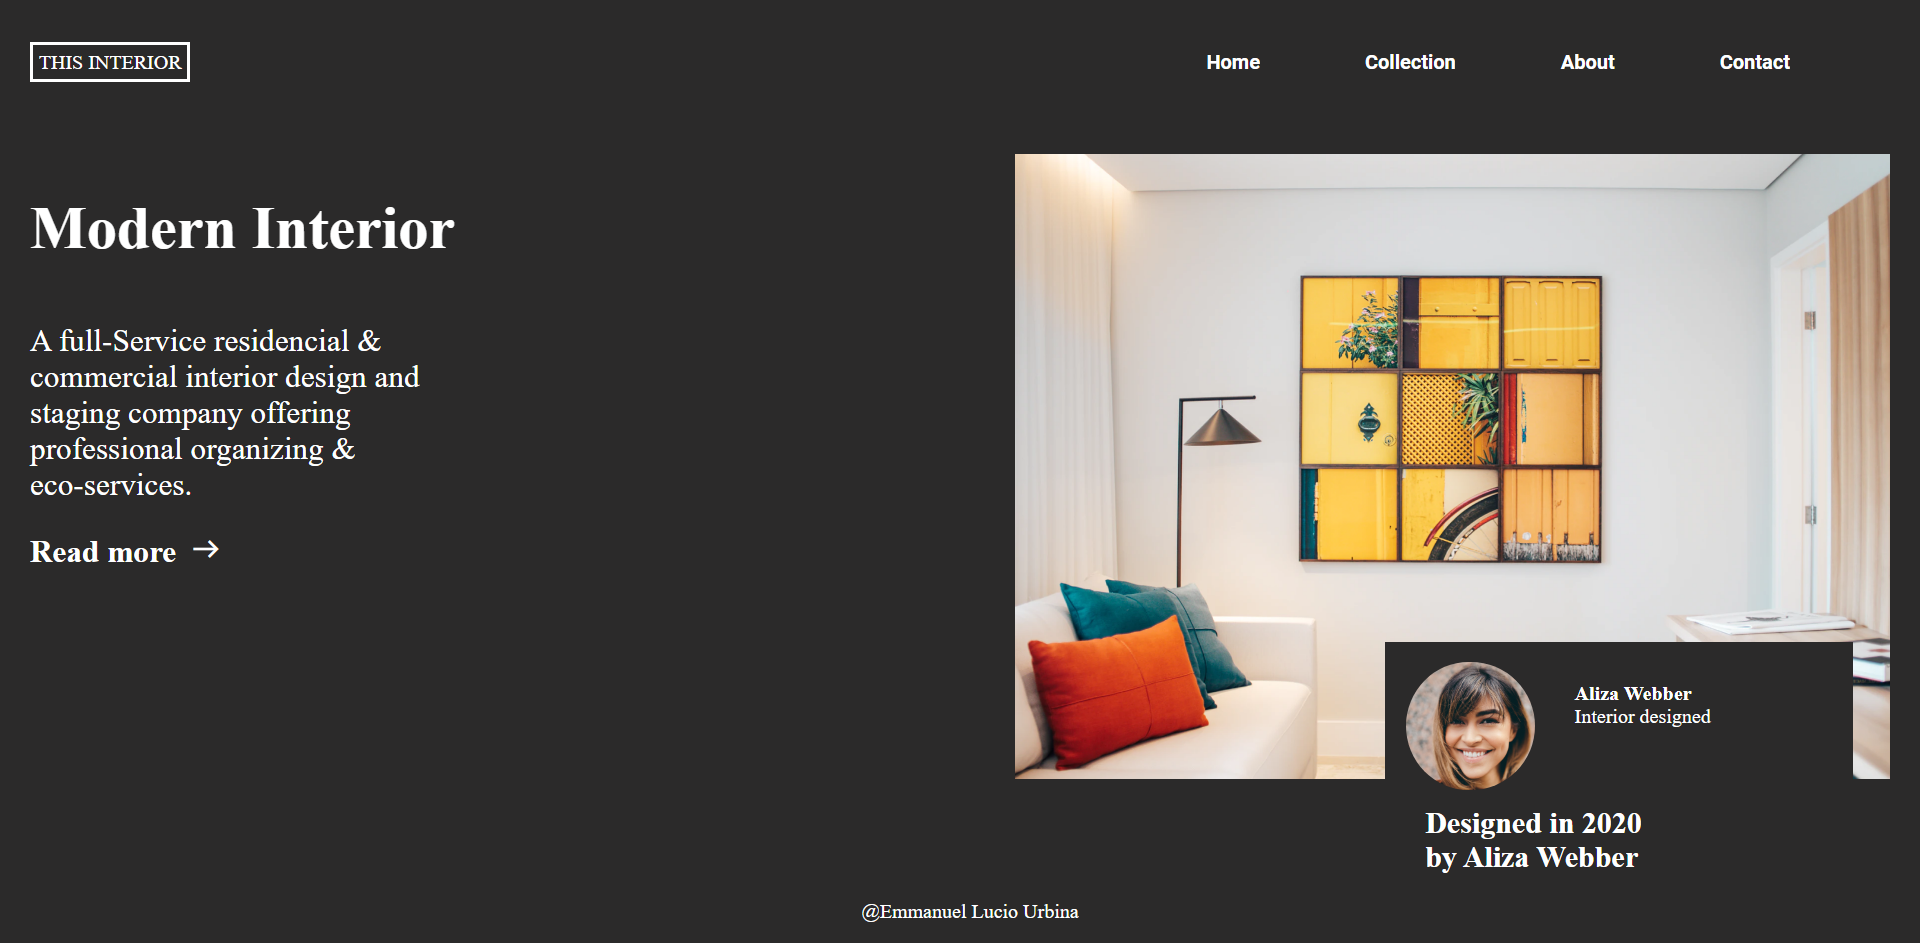 THIS INTERIOR
Home
Collection
About
Contact
Modern Interior
A full-Service residencial &
commercial interior design and
staging company offering
professional organizing &
eco-services.
Read more
Aliza Webber
Interior designed
Designed in 2020
by Aliza Webber
@Emmanuel Lucio Urbina